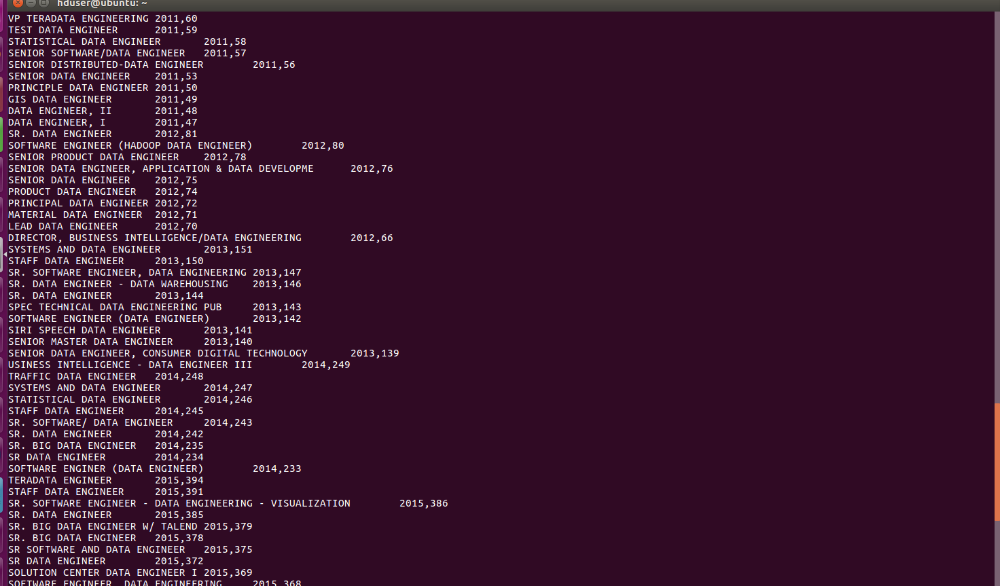 hduser@ubuntu: ~
VP TERADATA ENGINEERING 2011,60
TEST DATA ENGINEER 2011,59
STATISTICAL DATA ENGINEER 2011,58
SENIOR SOFTWARE/DATA ENGINEER 2011,57
SENIOR DISTRIBUTED-DATA ENGINEER 2011,56
SENIOR DATA ENGINEER 2011,53
PRINCIPLE DATA ENGINEER 2011,50
GIS DATA ENGINEER 2011,49
DATA ENGINEER, II 2011,48
DATA ENGINEER, I 2011,47
SR. DATA ENGINEER 2012,81
SOFTWARE ENGINEER (HADOOP DATA ENGINEER) 2012,80
SENIOR PRODUCT DATA ENGINEER 2012,78
SENIOR DATA ENGINEER, APPLICATION & DATA DEVELOPME 2012,76
SENIOR DATA ENGINEER 2012,75
PRODUCT DATA ENGINEER 2012,74
PRINCIPAL DATA ENGINEER 2012,72
MATERIAL DATA ENGINEER 2012,71
LEAD DATA ENGINEER 2012,70
DIRECTOR, BUSINESS INTELLIGENCE/DATA ENGINEERING 2012,66
SYSTEMS AND DATA ENGINEER 2013,151
STAFF DATA ENGINEER 2013,150
SR. SOFTWARE ENGINEER, DATA ENGINEERING 2013,147
SR. DATA ENGINEER - DATA WAREHOUSING 2013,146
SR. DATA ENGINEER 2013,144
SPEC TECHNICAL DATA ENGINEERING PUB 2013,143
SOFTWARE ENGINEER (DATA ENGINEER) 2013,142
SIRI SPEECH DATA ENGINEER 2013,141
SENIOR MASTER DATA ENGINEER 2013,140
SENIOR DATA ENGINEER, CONSUMER DIGITAL TECHNOLOGY 2013,139
USINESS INTELLIGENCE - DATA ENGINEER III 2014,249
TRAFFIC DATA ENGINEER 2014,248
SYSTEMS AND DATA ENGINEER 2014,247
STATISTICAL DATA ENGINEER 2014,246
STAFF DATA ENGINEER 2014,245
SR. SOFTWARE/ DATA ENGINEER 2014,243
SR. DATA ENGINEER 2014,242
SR. BIG DATA ENGINEER 2014,235
SR DATA ENGINEER 2014,234
SOFTWARE ENGINER (DATA ENGINEER) 2014,233
TERADATA ENGINEER 2015,394
STAFF DATA ENGINEER 2015,391
SR. SOFTWARE ENGINEER - DATA ENGINEERING - VISUALIZATION 2015,386
SR. DATA ENGINEER 2015,385
SR. BIG DATA ENGINEER W/ TALEND 2015,379
SR. BIG DATA ENGINEER 2015,378
SR SOFTWARE AND DATA ENGINEER 2015,375
SR DATA ENGINEER 2015,372
SOLUTION CENTER DATA ENGINEER I 2015,369
SOFTWARE ENGINEER, DATA ENGINEERING 2015,368